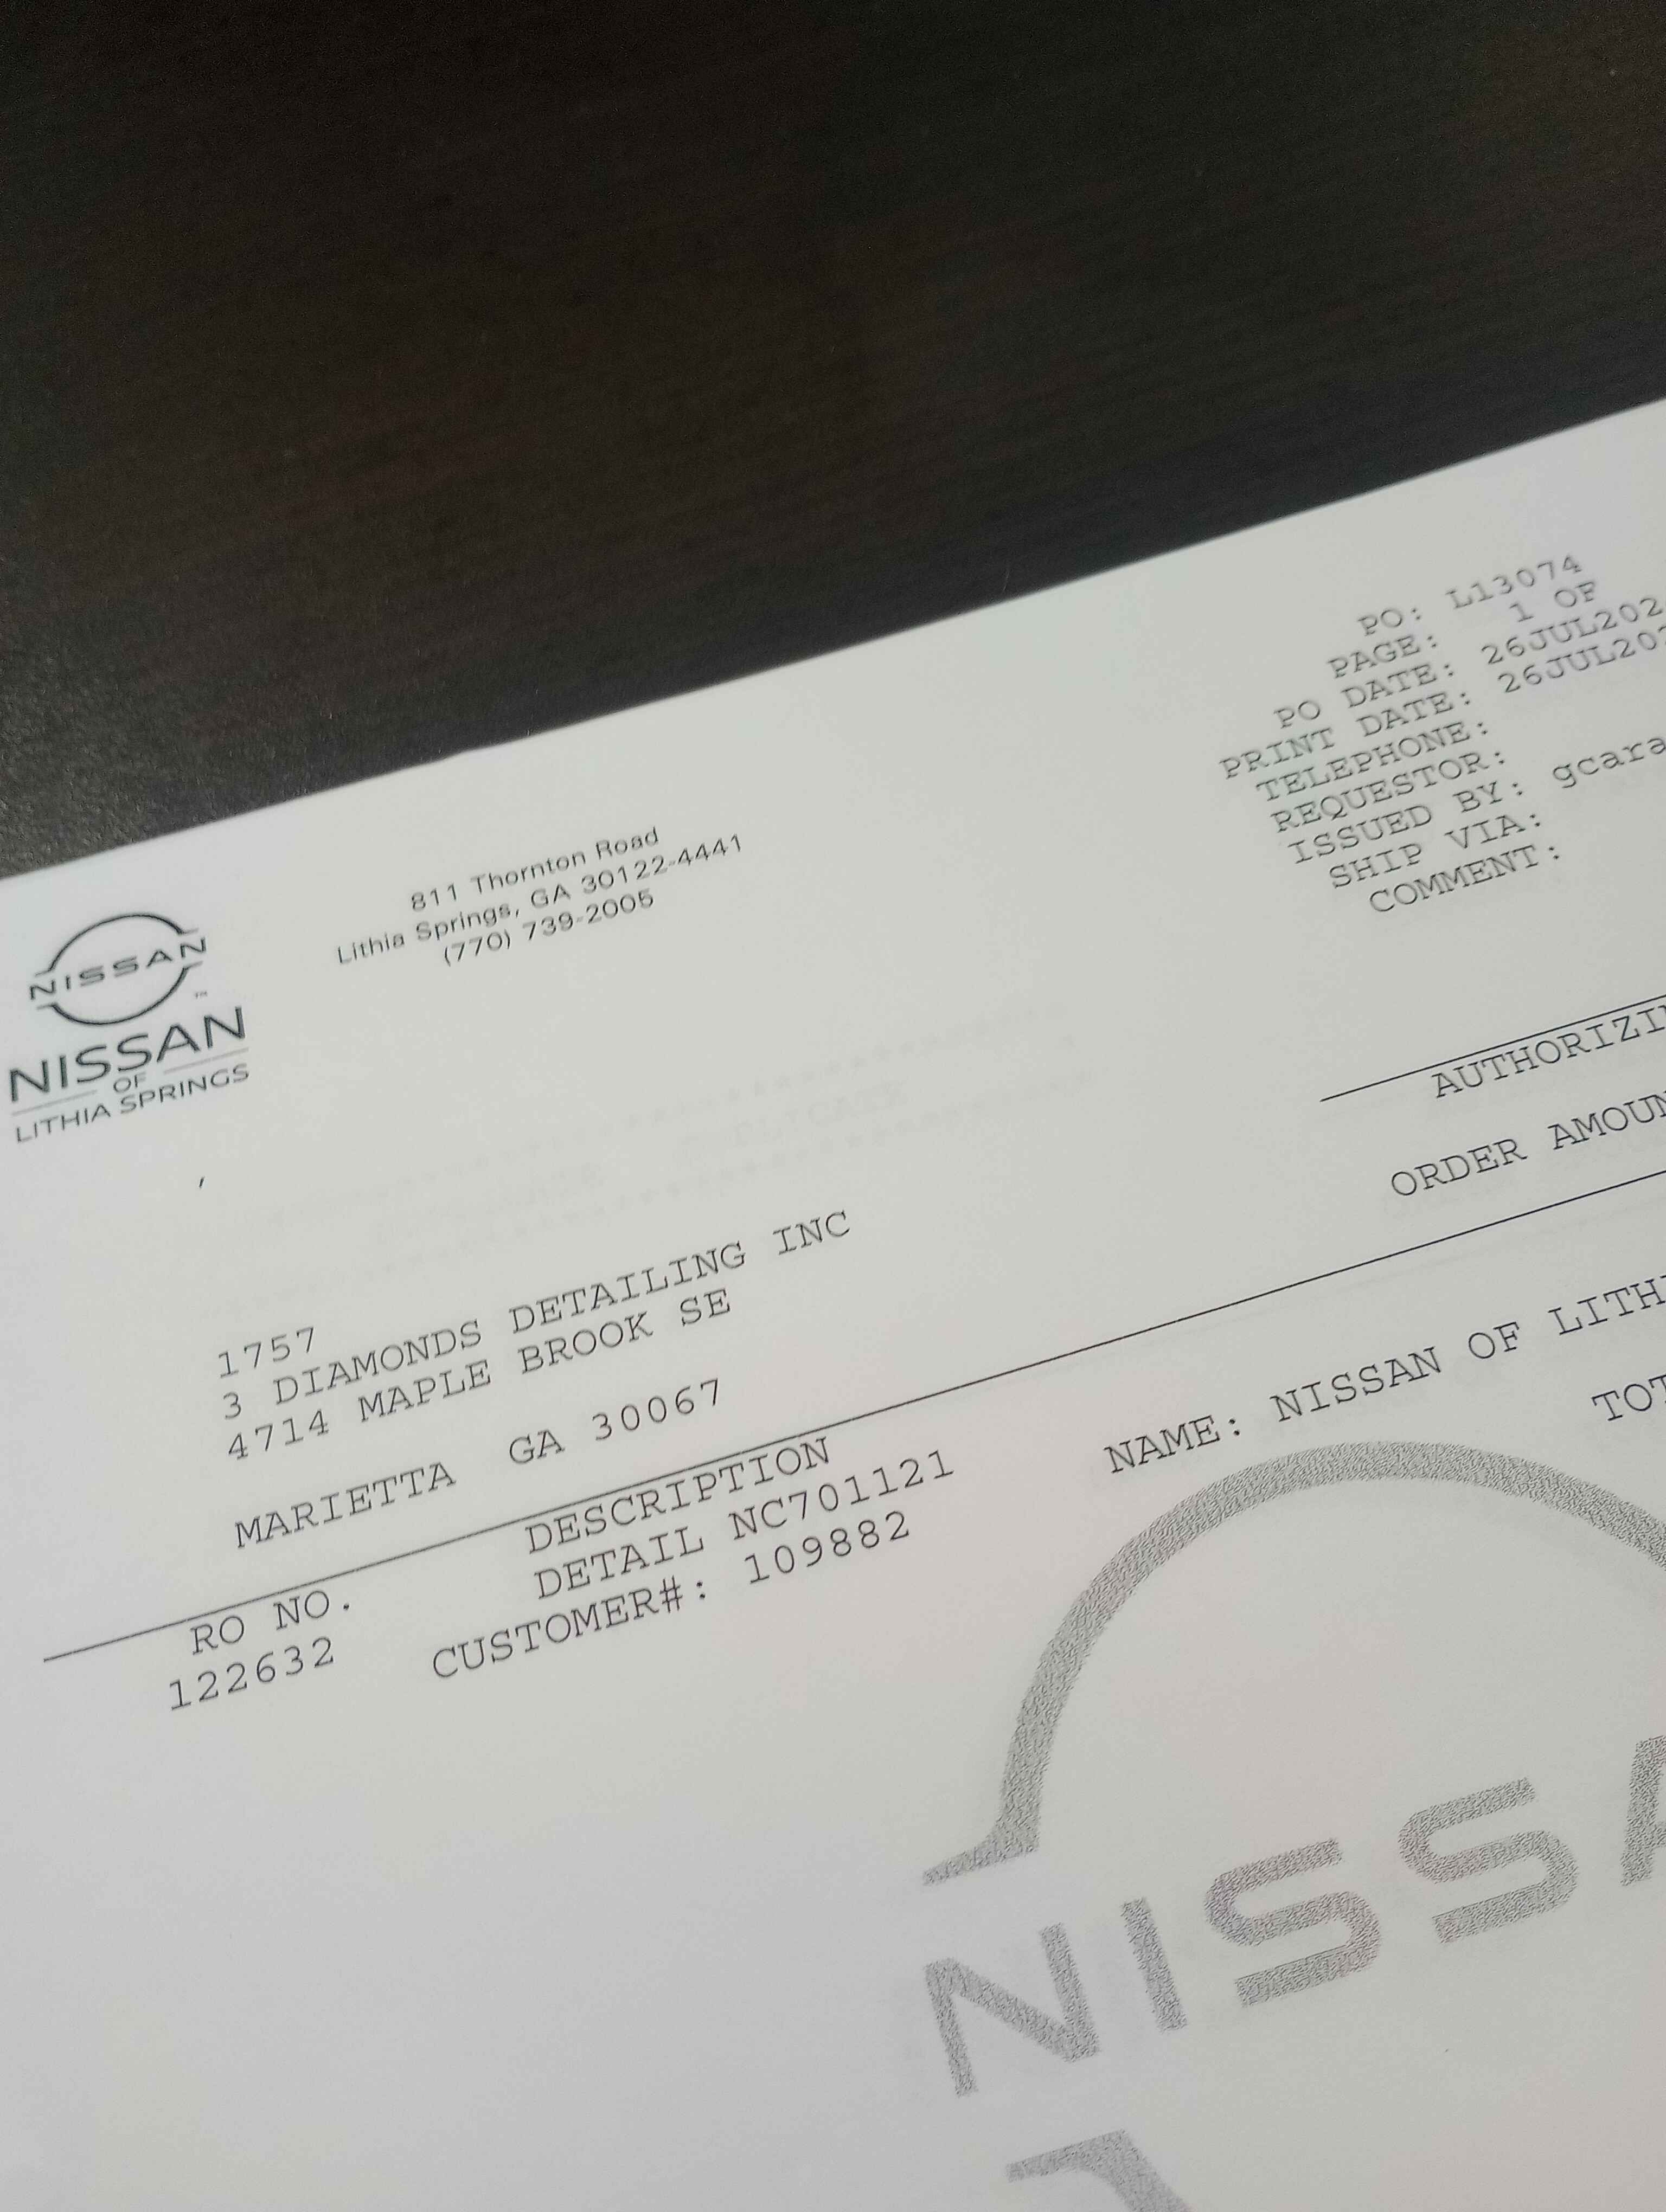 PO: L13074
PAGE: 1 OF
PO DATE: 26JUL202
PRINT DATE: 26JUL202
TELEPHONE:
REQUESTOR:
ISSUED BY: gcara
SHIP VIA:
COMMENT:
811 Thornton Road
Lithia Springs, GA 30122-4441
(770) 739-2005
NISSAN
NISSAN
OF
LITHIA SPRINGS
AUTHORIZI
ORDER AMOUN
1757
3 DIAMONDS DETAILING INC
4714 MAPLE BROOK SE
MARIETTA GA 30067
NAME: NISSAN OF LITH
TOT
RO NO. DESCRIPTION
122632 DETAIL NC701121
CUSTOMER#: 109882
NISSA